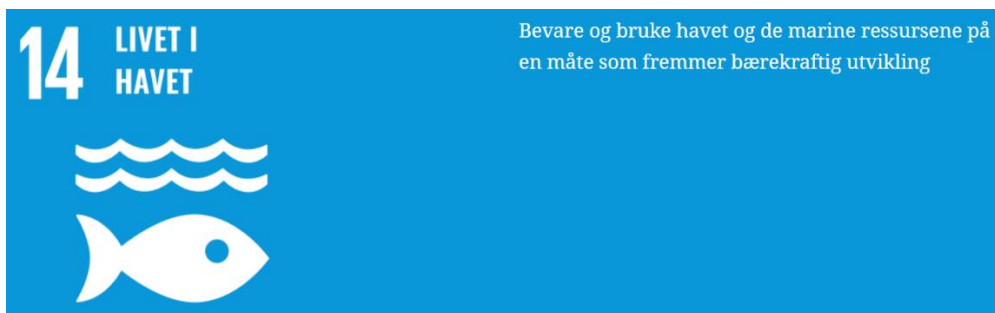 14
LIVET I
HAVET
Bevare og bruke havet og de marine ressursene på
en måte som fremmer bærekraftig utvikling